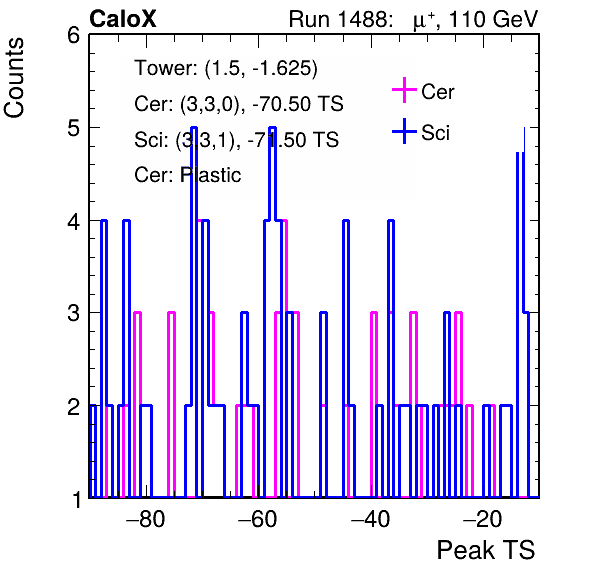 CaloX
Run 1488: μ+, 110 GeV
Counts
6
5
4
3
2
1
Tower: (1.5, -1.625)
Cer: (3,3,0), -70.50 TS
Sci: (3,3,1), -71.50 TS
Cer: Plastic
Cer
Sci
−80
−60
−40
−20
Peak TS